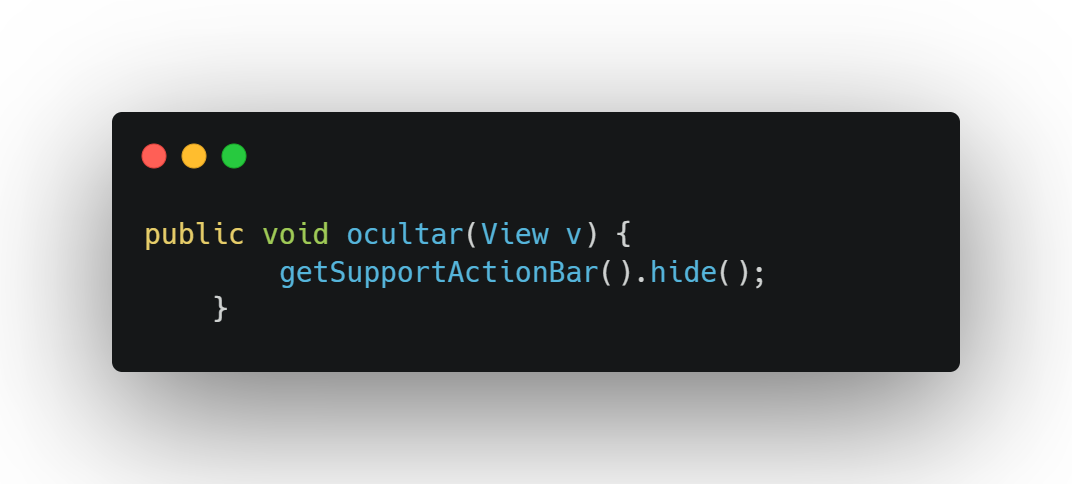 public void ocultar(View v) {
        getSupportActionBar().hide();
    }